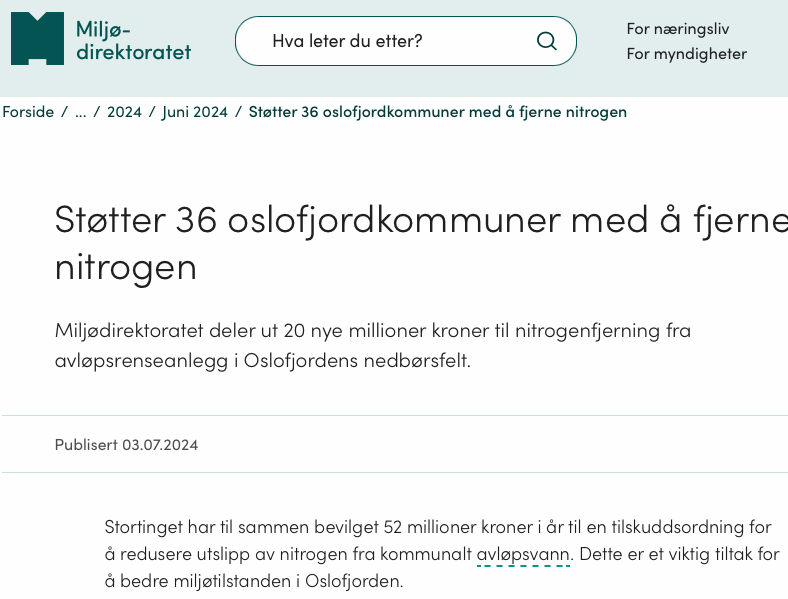 Miljø-
direktoratet
Hva leter du etter?
For næringsliv
For myndigheter
Forside / ... / 2024 / Juni 2024 / Støtter 36 oslofjordkommuner med å fjerne nitrogen
Støtter 36 oslofjordkommuner med å fjerne
nitrogen
Miljødirektoratet deler ut 20 nye millioner kroner til nitrogenfjerning fra
avløpsrenseanlegg i Oslofjordens nedbørsfelt.
Publisert 03.07.2024
Stortinget har til sammen bevilget 52 millioner kroner i år til en tilskuddsordning for
å redusere utslipp av nitrogen fra kommunalt avløpsvann. Dette er et viktig tiltak for
å bedre miljøtilstanden i Oslofjorden.